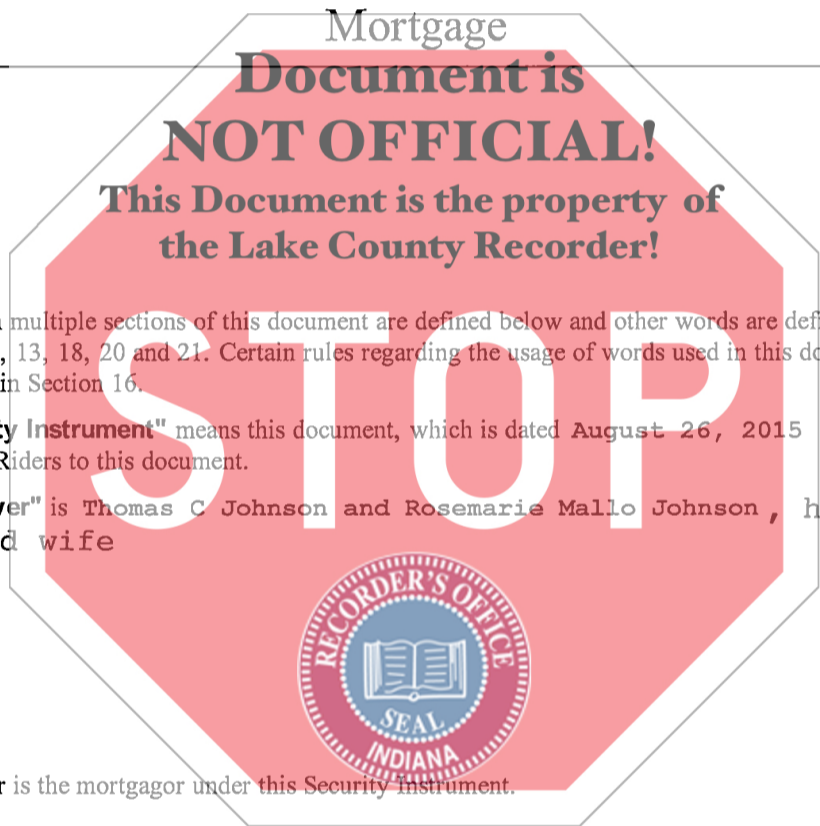 Mortgage
Document is
NOT OFFICIAL!
This Document is the property of
the Lake County Recorder!
multiple sections of this document are defined below and other words are defi
, 13, 18, 20 and 21. Certain rules regarding the usage of words used in this do
in Section 16.
y Instrument" means this document, which is dated August 26, 2015
Riders to this document.
er" is Thomas C Johnson and Rosemarie Mallo Johnson, h
d wife
STOP
RECORDER'S OFFICE
SEAL
INDIANA
r is the mortgagor under this Security Instrument.